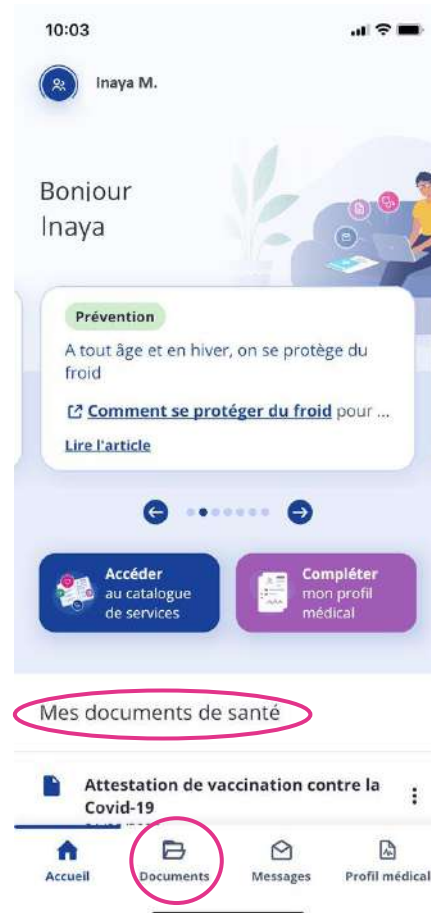 10:03
Inaya M.
Bonjour
Inaya
Prévention
A tout âge et en hiver, on se protège du
froid
Comment se protéger du froid pour ...
Lire l'article
Accéder
au catalogue
de services
Compléter
mon profil
médical
Mes documents de santé
Attestation de vaccination contre la
Covid-19
Accueil
Documents
Messages
Profil médical